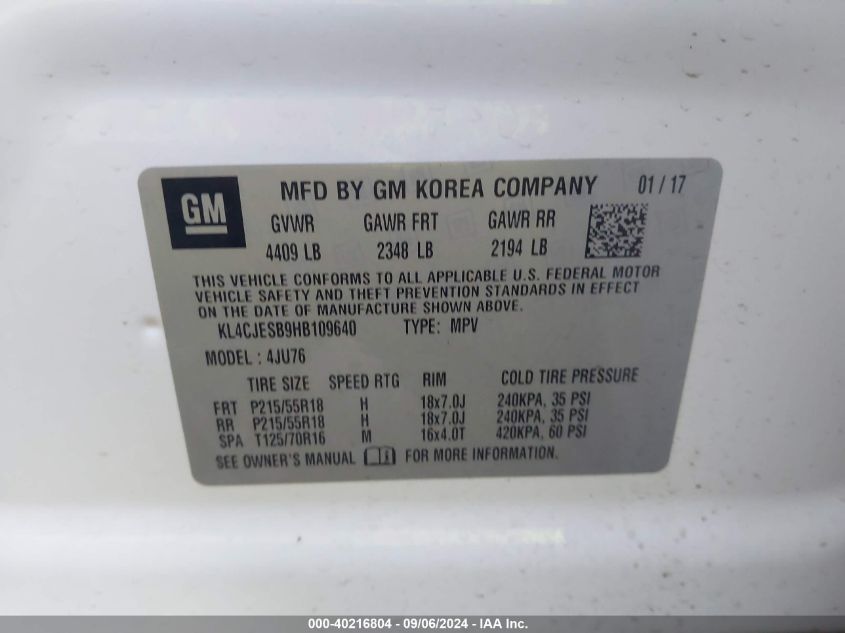 GM MFD BY GM KOREA COMPANY 01 / 17
GVWR GAWR FRT GAWR RR
4409 LB 2348 LB 2194 LB
THIS VEHICLE CONFORMS TO ALL APPLICABLE U.S. FEDERAL MOTOR
VEHICLE SAFETY AND THEFT PREVENTION STANDARDS IN EFFECT
ON THE DATE OF MANUFACTURE SHOWN ABOVE.
KL4CJESB9HB109640 TYPE: MPV
MODEL : 4JU76
TIRE SIZE SPEED RTG RIM COLD TIRE PRESSURE
FRT P215/55R18 H 18x7.0J 240KPA, 35 PSI
RR P215/55R18 H 18x7.0J 240KPA, 35 PSI
SPA T125/70R16 M 16x4.0T 420KPA, 60 PSI
SEE OWNER'S MANUAL FOR MORE INFORMATION.
000-40216804 - 09/06/2024 - IAA Inc.